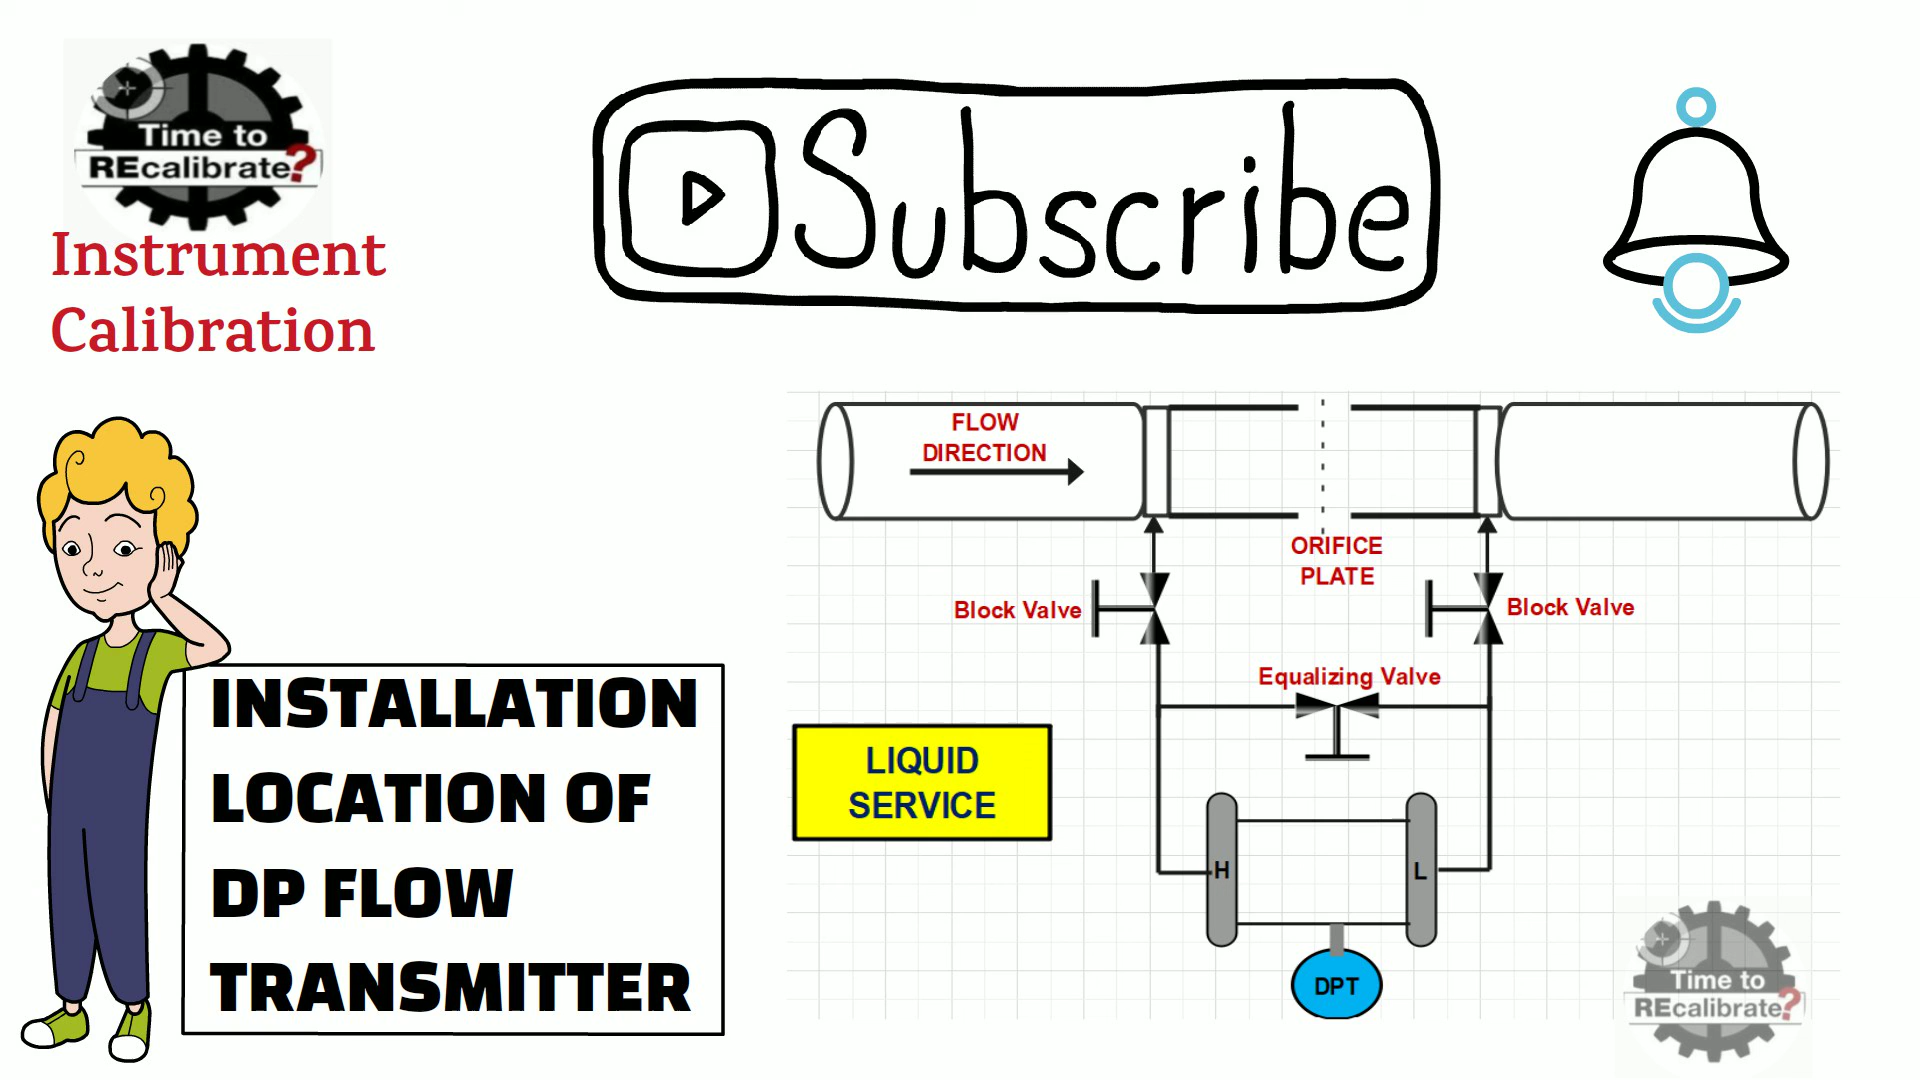 Time to
REcalibrate?
Instrument
Calibration
Subscribe
INSTALLATION
LOCATION OF
DP FLOW
TRANSMITTER
FLOW
DIRECTION
ORIFICE
PLATE
Block Valve
Block Valve
Equalizing Valve
LIQUID
SERVICE
H
L
DPT
Time to
REcalibrate?